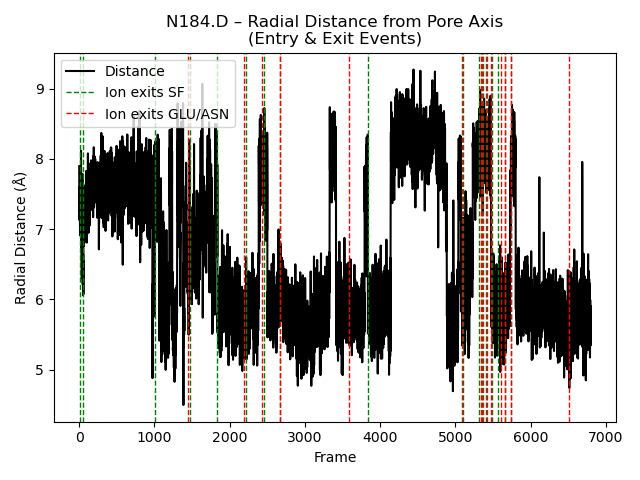 N184.D – Radial Distance from Pore Axis
(Entry & Exit Events)
Distance
Ion exits SF
Ion exits GLU/ASN
Radial Distance (Å)
9
8
7
6
5
0 1000 2000 3000 4000 5000 6000 7000
Frame